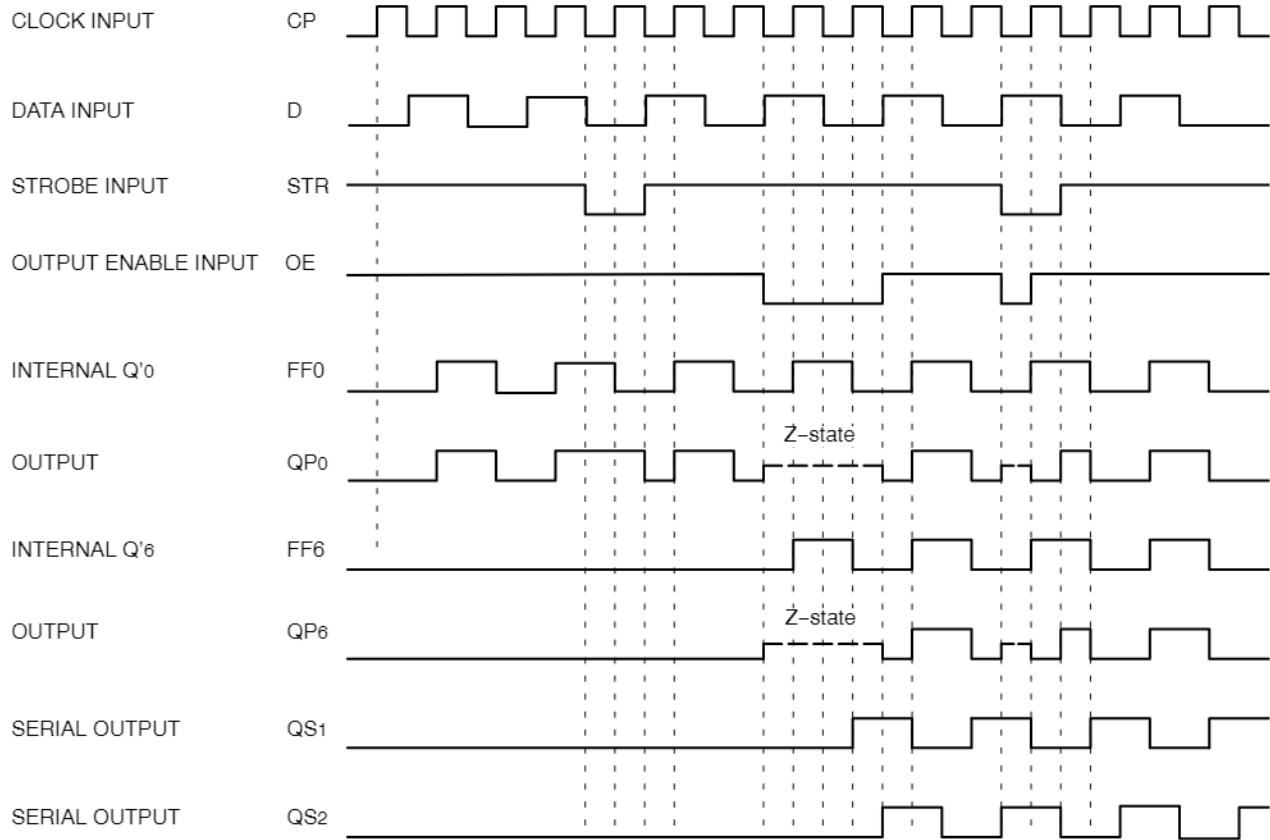 CLOCK INPUT CP
DATA INPUT D
STROBE INPUT STR
OUTPUT ENABLE INPUT OE
INTERNAL Q'0 FF0
Z-state
OUTPUT QP0
INTERNAL Q'6 FF6
Z-state
OUTPUT QP6
SERIAL OUTPUT QS1
SERIAL OUTPUT QS2